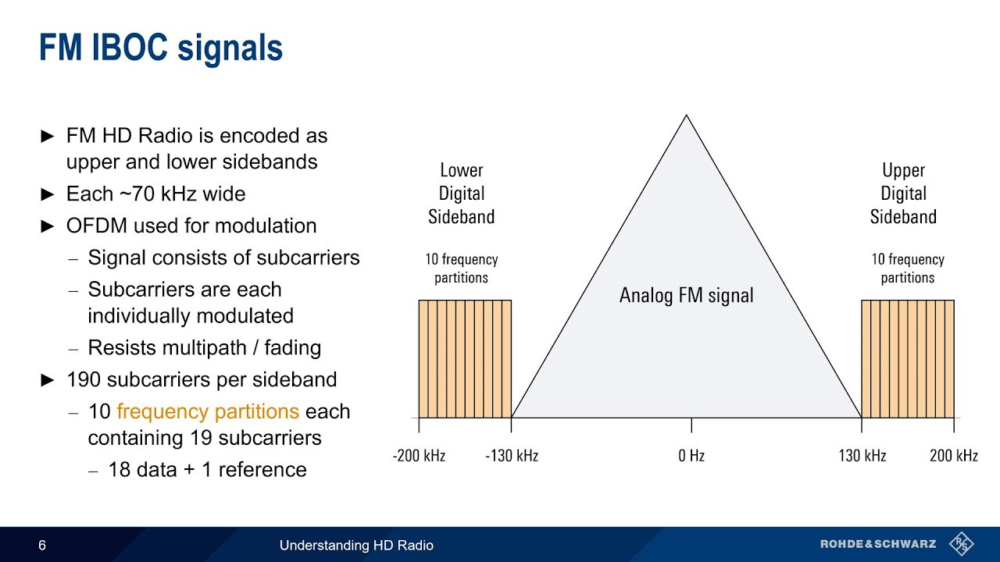 FM IBOC signals
► FM HD Radio is encoded as
upper and lower sidebands
► Each ~70 kHz wide
► OFDM used for modulation
– Signal consists of subcarriers
– Subcarriers are each
individually modulated
– Resists multipath / fading
► 190 subcarriers per sideband
– 10 frequency partitions each
containing 19 subcarriers
– 18 data + 1 reference
Lower
Digital
Sideband
10 frequency
partitions
Analog FM signal
Upper
Digital
Sideband
10 frequency
partitions
-200 kHz
-130 kHz
0 Hz
130 kHz
200 kHz
6
Understanding HD Radio
ROHDE&SCHWARZ
R&S